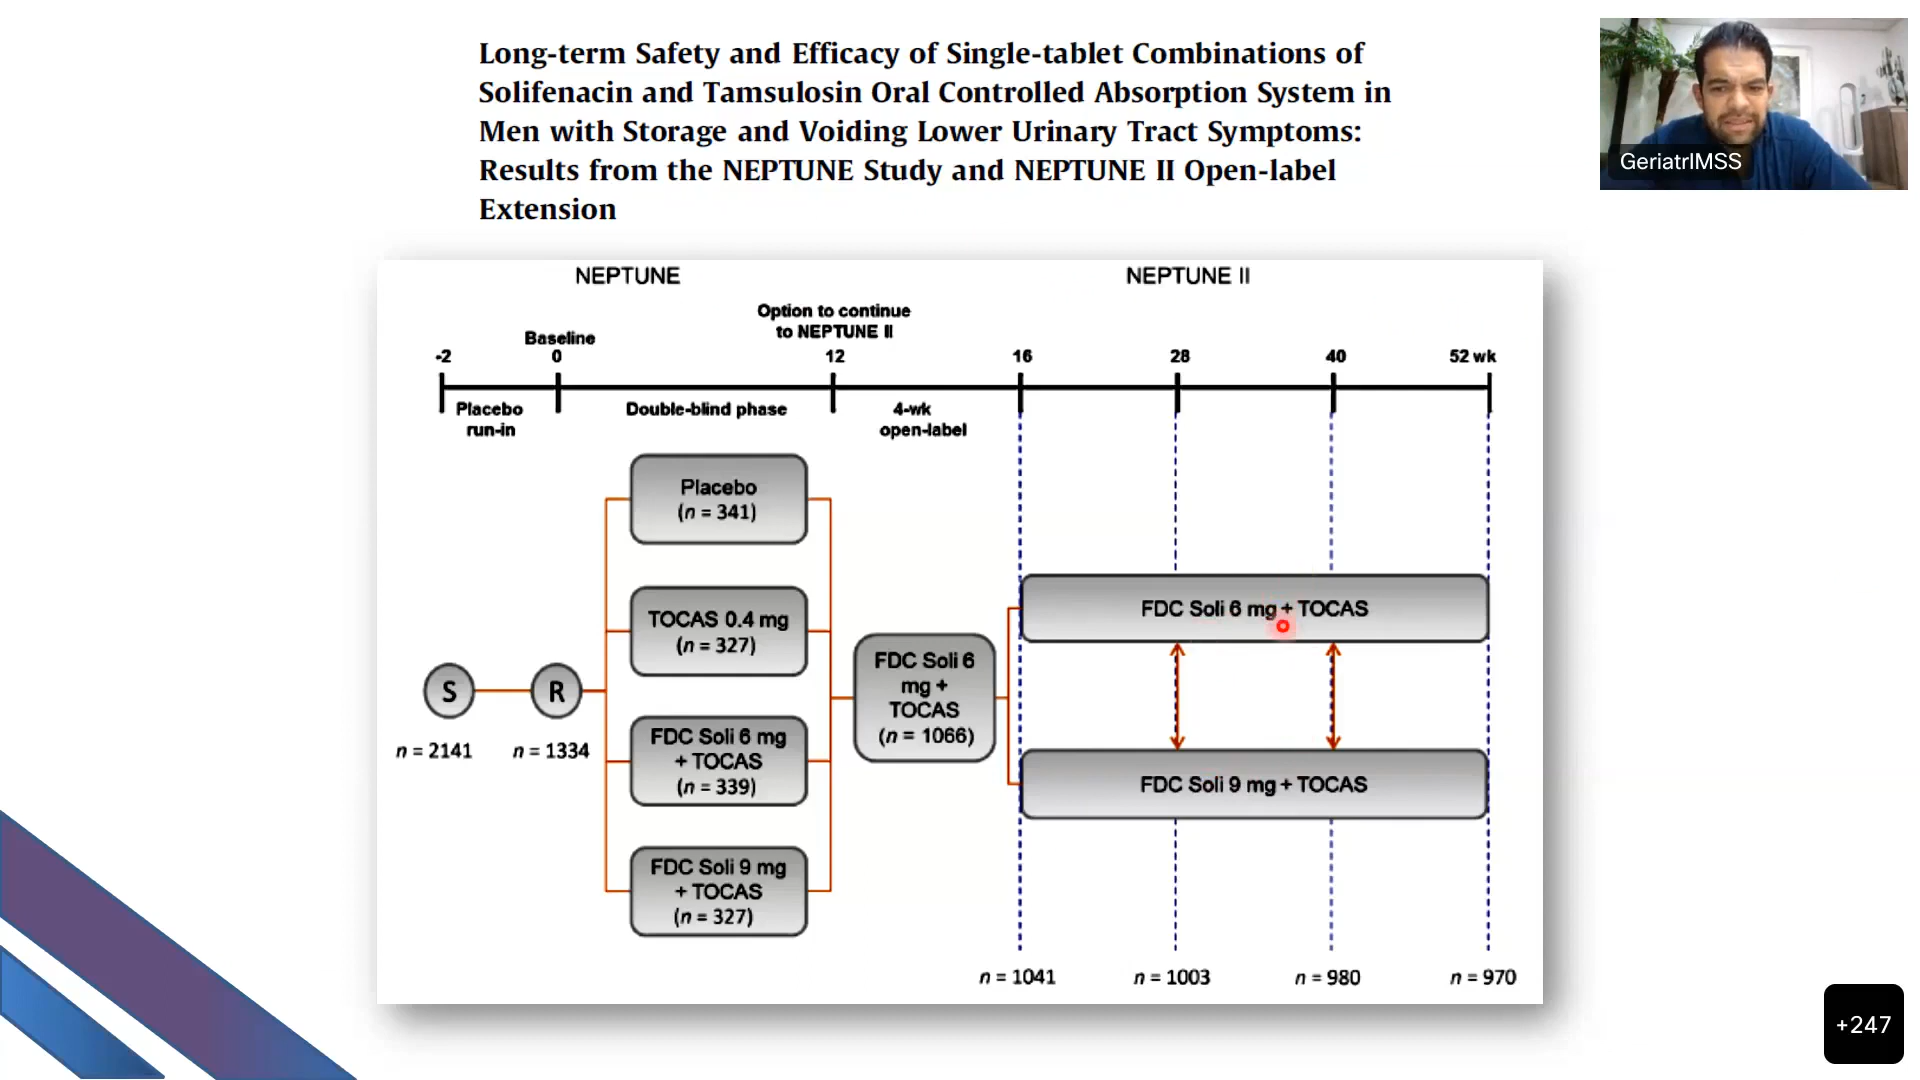 Long-term Safety and Efficacy of Single-tablet Combinations of
Solifenacin and Tamsulosin Oral Controlled Absorption System in
Men with Storage and Voiding Lower Urinary Tract Symptoms:
Results from the NEPTUNE Study and NEPTUNE II Open-label
Extension
GeriatrIMSS
NEPTUNE
NEPTUNE II
Option to continue
to NEPTUNE II
Baseline
-2
0
12
16
28
40
52 wk
Placebo
run-in
Double-blind phase
4-wk
open-label
Placebo
(n = 341)
TOCAS 0.4 mg
(n = 327)
FDC Soli 6 mg
+ TOCAS
(n = 339)
FDC Soli 9 mg
+ TOCAS
(n = 327)
S
R
n = 2141
n = 1334
FDC Soli 6
mg +
TOCAS
(n = 1066)
FDC Soli 6 mg + TOCAS
FDC Soli 9 mg + TOCAS
n = 1041
n = 1003
n = 980
n = 970
+247